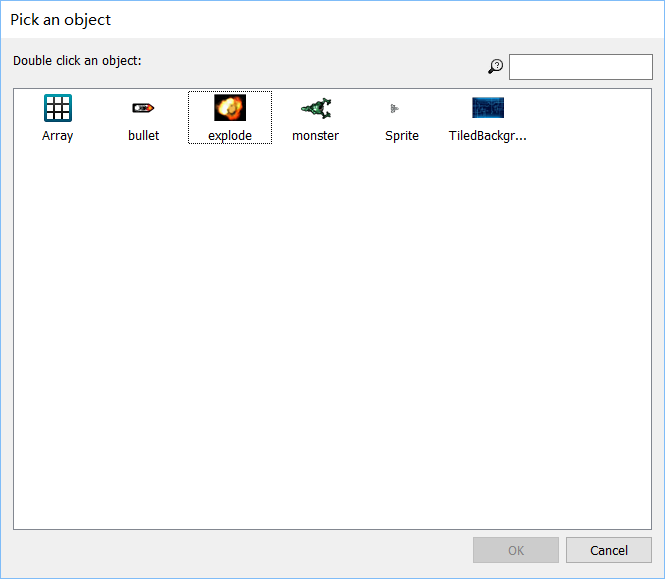 Pick an object
Double click an object:
Array
bullet
explode
monster
Sprite
TiledBackgr...
OK
Cancel